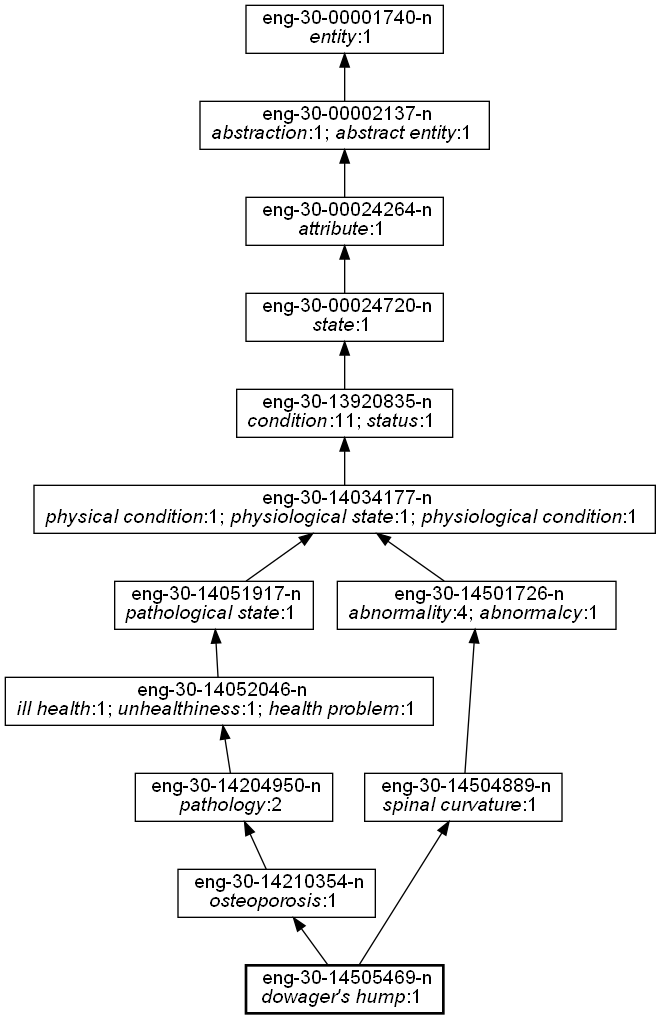 eng-30-00001740-n
entity:1
eng-30-00002137-n
abstraction:1; abstract entity:1
eng-30-00024264-n
attribute:1
eng-30-00024720-n
state:1
eng-30-13920835-n
condition:11; status:1
eng-30-14034177-n
physical condition:1; physiological state:1; physiological condition:1
eng-30-14051917-n
pathological state:1
eng-30-14501726-n
abnormality:4; abnormalcy:1
eng-30-14052046-n
ill health:1; unhealthiness:1; health problem:1
eng-30-14204950-n
pathology:2
eng-30-14504889-n
spinal curvature:1
eng-30-14210354-n
osteoporosis:1
eng-30-14505469-n
dowager's hump:1